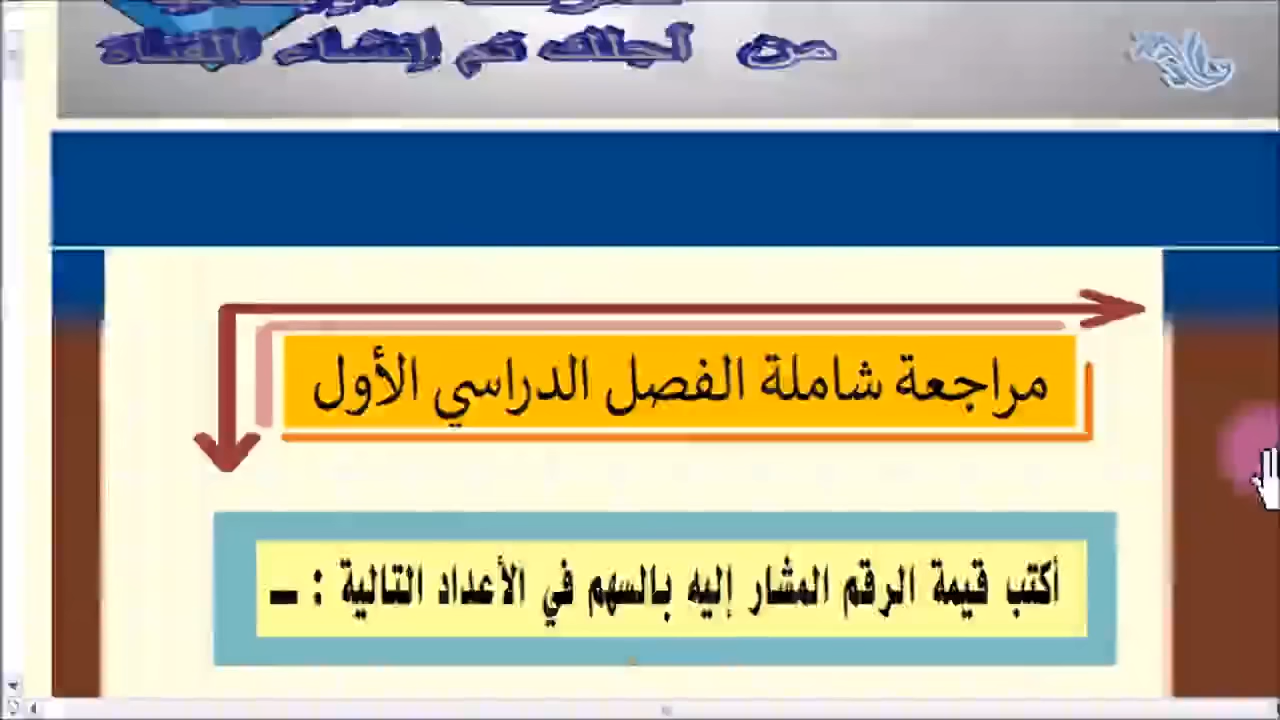 من أجلك تم إنشاء القناة
مراجعة شاملة الفصل الدراسي الأول
أكتب قيمة الرقم المشار إليه بالسهم في الأعداد التالية : ــ